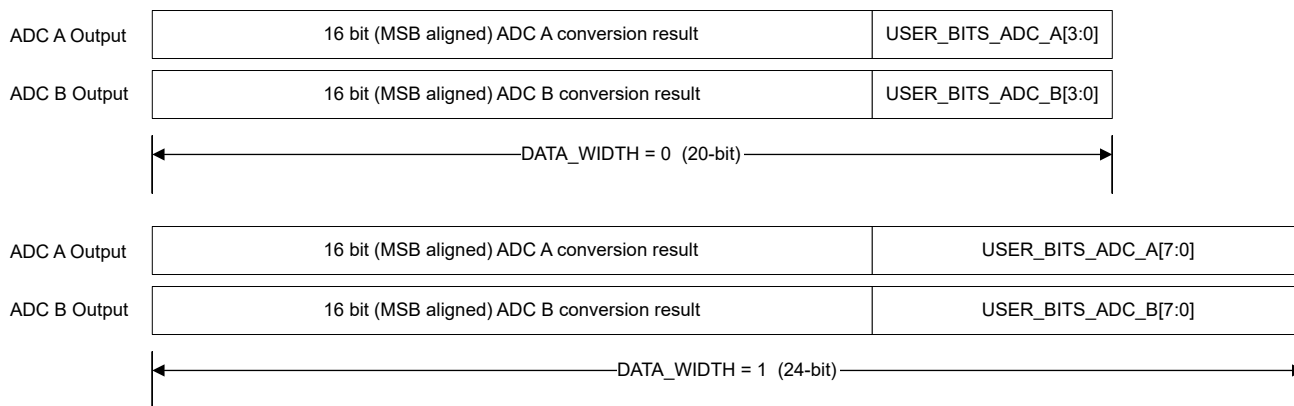 ADC A Output 16 bit (MSB aligned) ADC A conversion result USER_BITS_ADC_A[3:0]
ADC B Output 16 bit (MSB aligned) ADC B conversion result USER_BITS_ADC_B[3:0]
DATA_WIDTH = 0 (20-bit)
ADC A Output 16 bit (MSB aligned) ADC A conversion result USER_BITS_ADC_A[7:0]
ADC B Output 16 bit (MSB aligned) ADC B conversion result USER_BITS_ADC_B[7:0]
DATA_WIDTH = 1 (24-bit)